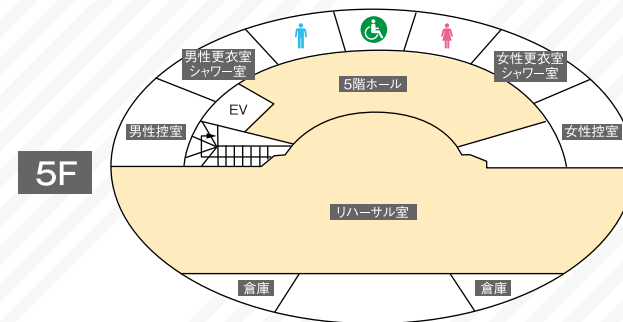 男性更衣室
シャワー室
女性更衣室
シャワー室
5階ホール
EV
男性控室
女性控室
5F
リハーサル室
倉庫
倉庫